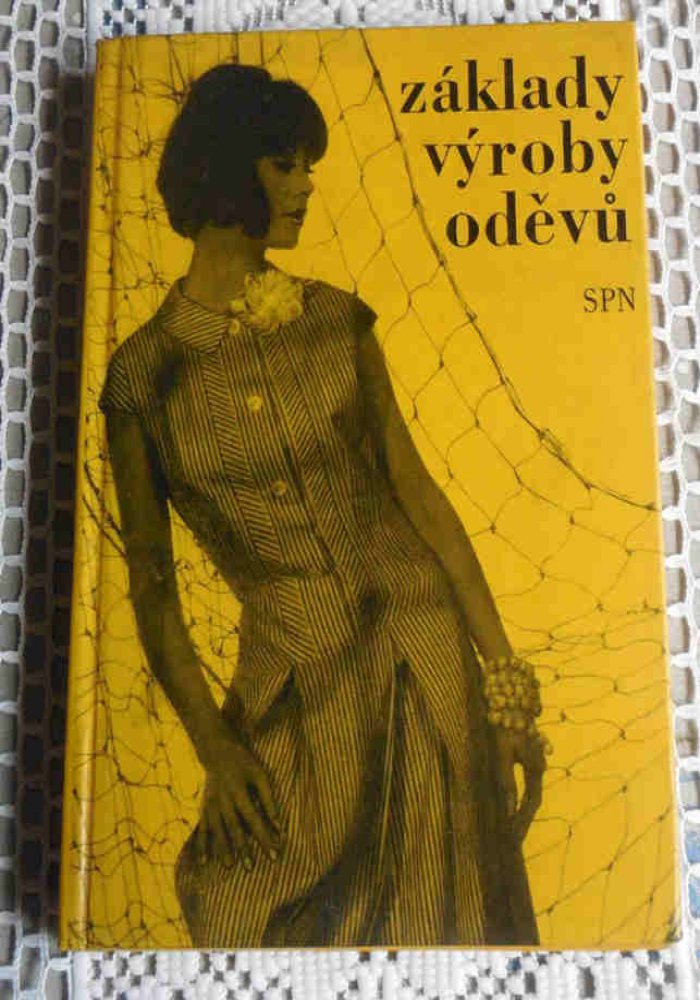 základy
výroby
oděvů
SPN